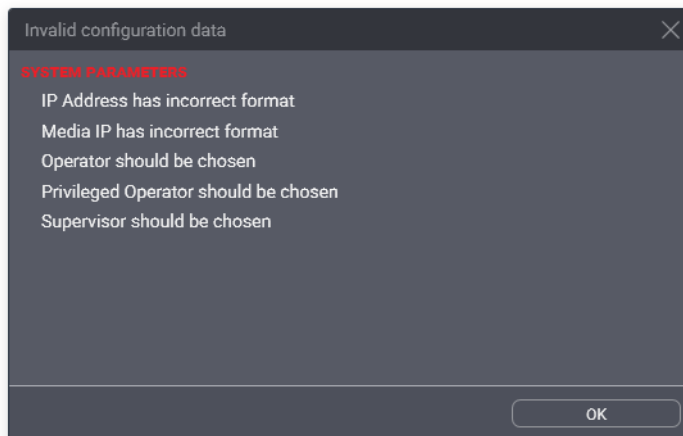 Invalid configuration data
SYSTEM PARAMETERS
IP Address has incorrect format
Media IP has incorrect format
Operator should be chosen
Privileged Operator should be chosen
Supervisor should be chosen
OK